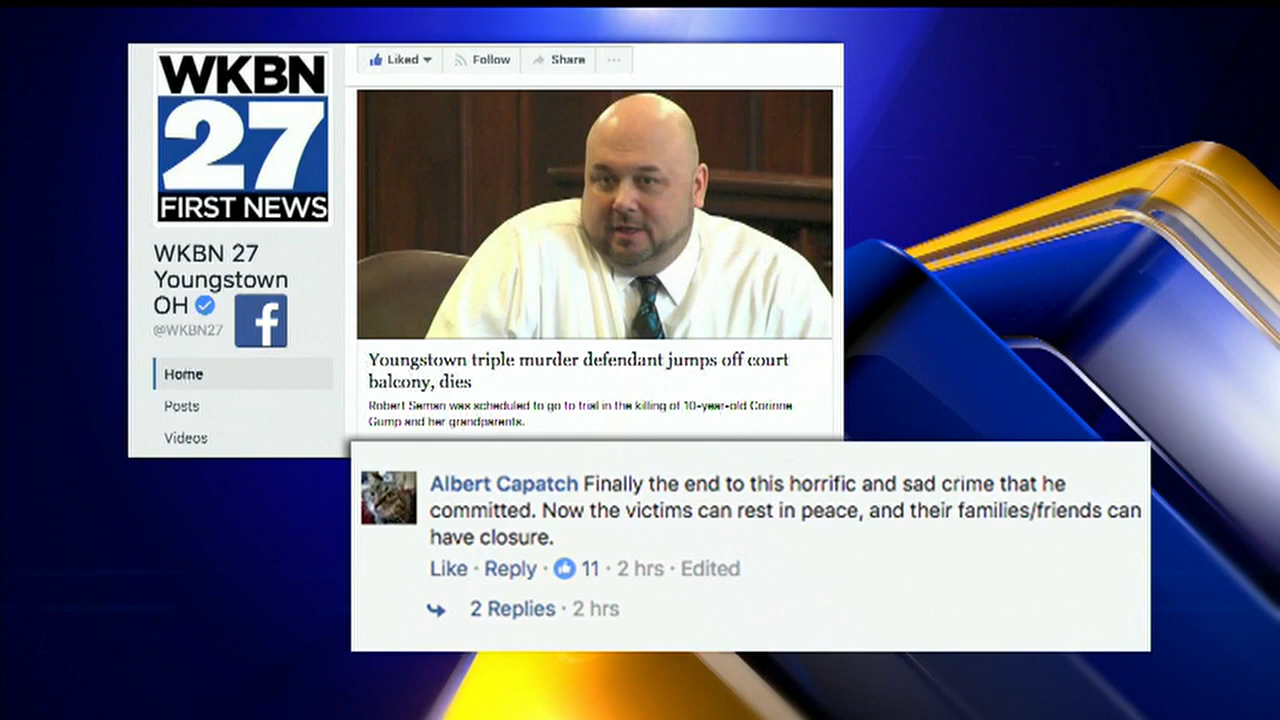 WKBN
27
FIRST NEWS
WKBN 27
Youngstown
OH
@WKBN27
f
Home
Posts
Videos
Liked
Follow
Share
...
Youngstown triple murder defendant jumps off court
balcony, dies
Robert Seman was scheduled to go to trial in the killing of 10-year-old Corinne
Gump and her grandparents.
Albert Capatch Finally the end to this horrific and sad crime that he
committed. Now the victims can rest in peace, and their families/friends can
have closure.
Like · Reply · 11 · 2 hrs · Edited
2 Replies · 2 hrs